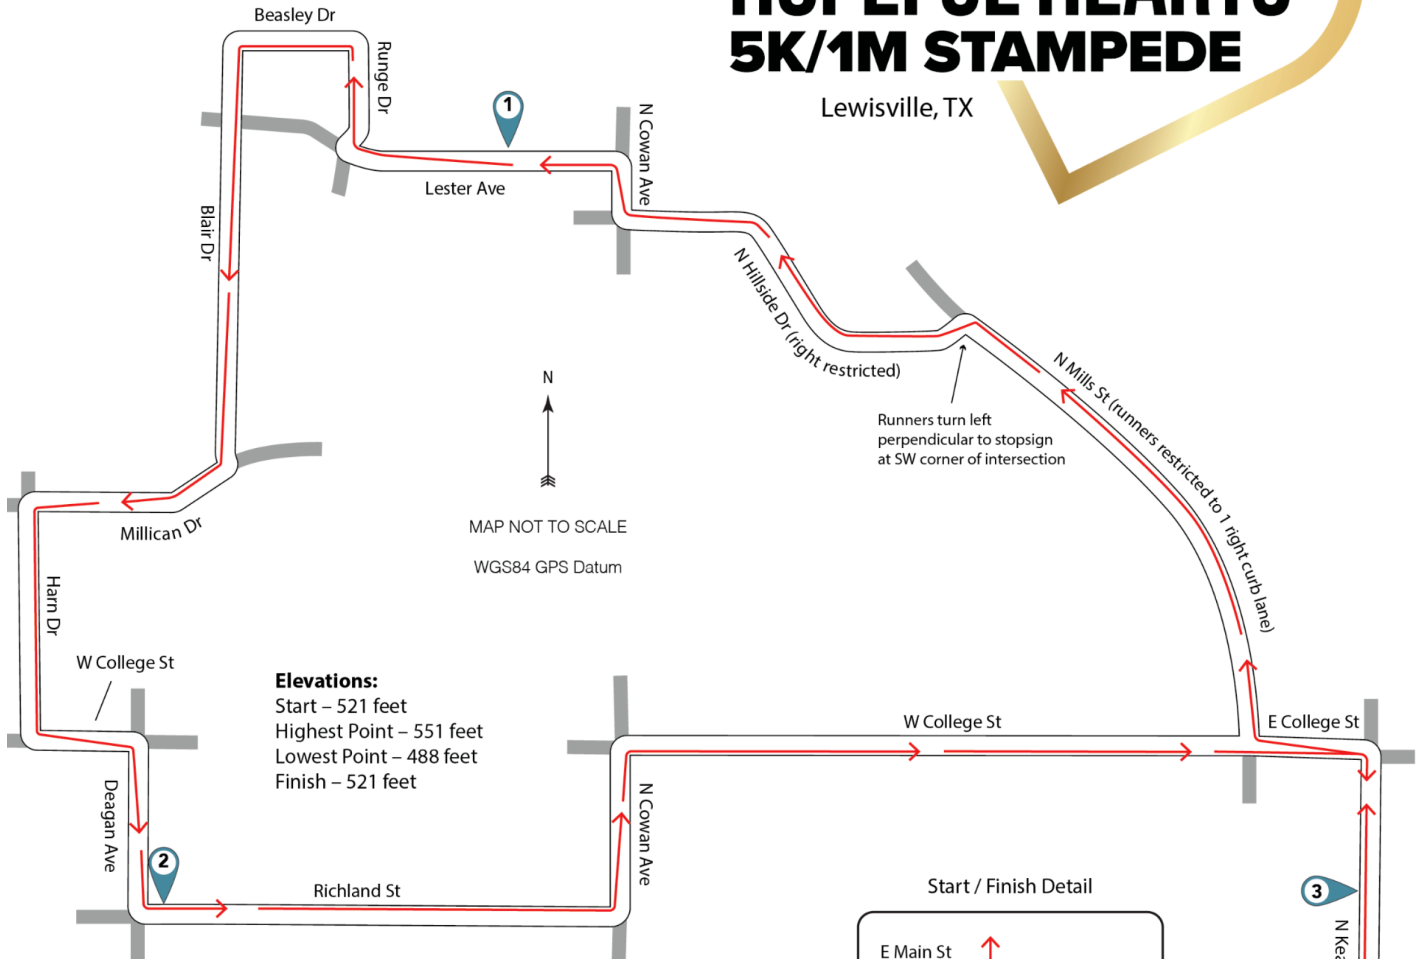 5K/1M STAMPEDE
Lewisville, TX
Beasley Dr
Runge Dr
1
N Cowan Ave
Lester Ave
Blair Dr
N Hillside Dr (right restricted)
N Mills St (runners restricted to 1 right curb lane)
Runners turn left
perpendicular to stopsign
at SW corner of intersection
N
MAP NOT TO SCALE
WGS84 GPS Datum
Millican Dr
Harn Dr
W College St
Elevations:
Start – 521 feet
Highest Point – 551 feet
Lowest Point – 488 feet
Finish – 521 feet
W College St
E College St
Deagan Ave
2
Richland St
N Cowan Ave
Start / Finish Detail
3
E Main St